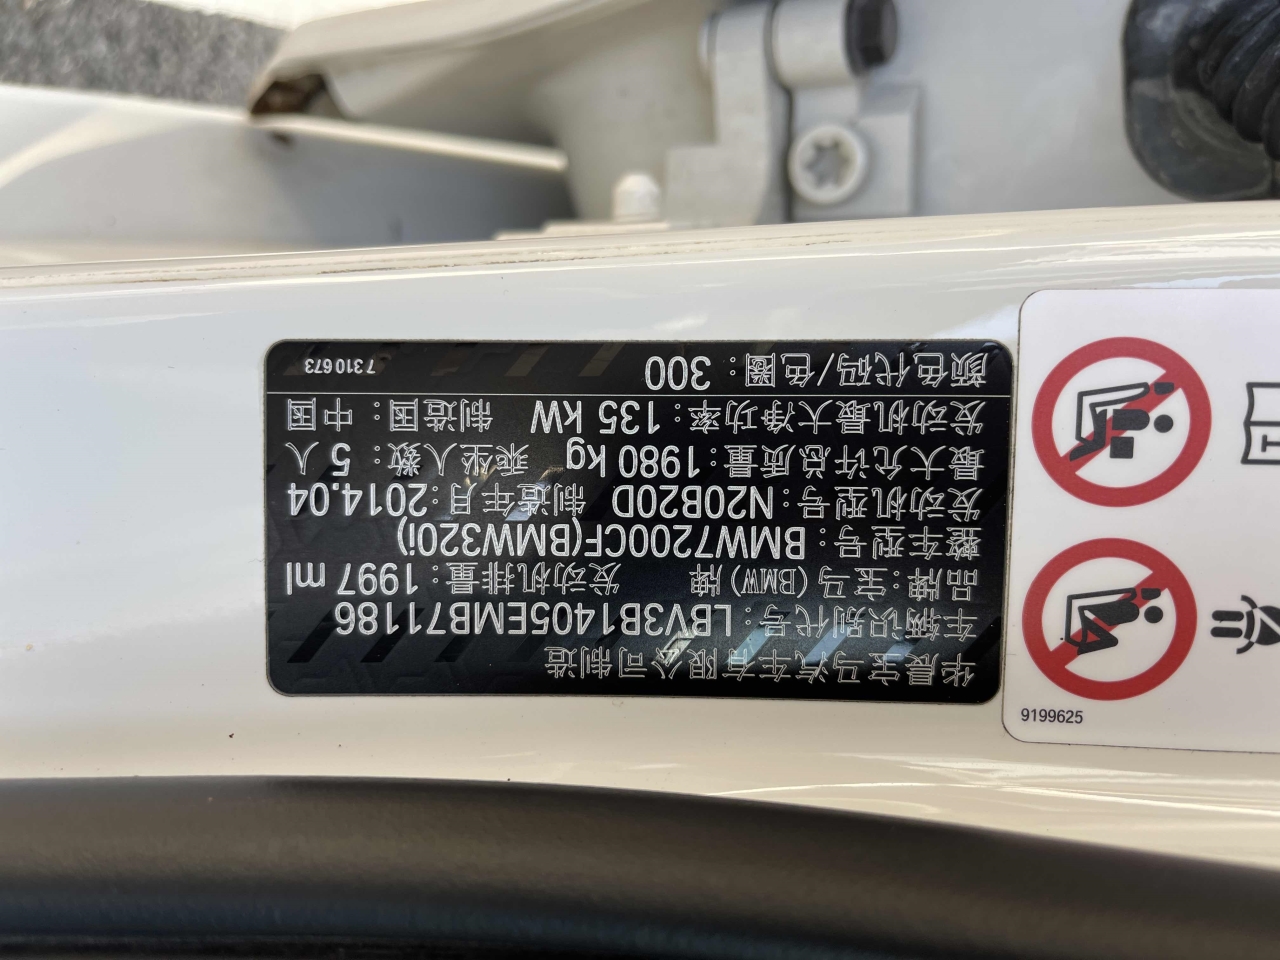 华晨宝马汽车有限公司制造
车辆识别代号：LBV3B1405EMB71186
品牌：宝马（BMW）牌 发动机排量：1997 ml
整车型号：BMW7200CF(BMW320i)
发动机型号：N20B20D 制造年月：2014.04
最大允许总质量：1980 kg 乘坐人数：5 人
发动机最大净功率：135 kW 制造国：中国
颜色代码/色圈：300 7 310 673
9199625